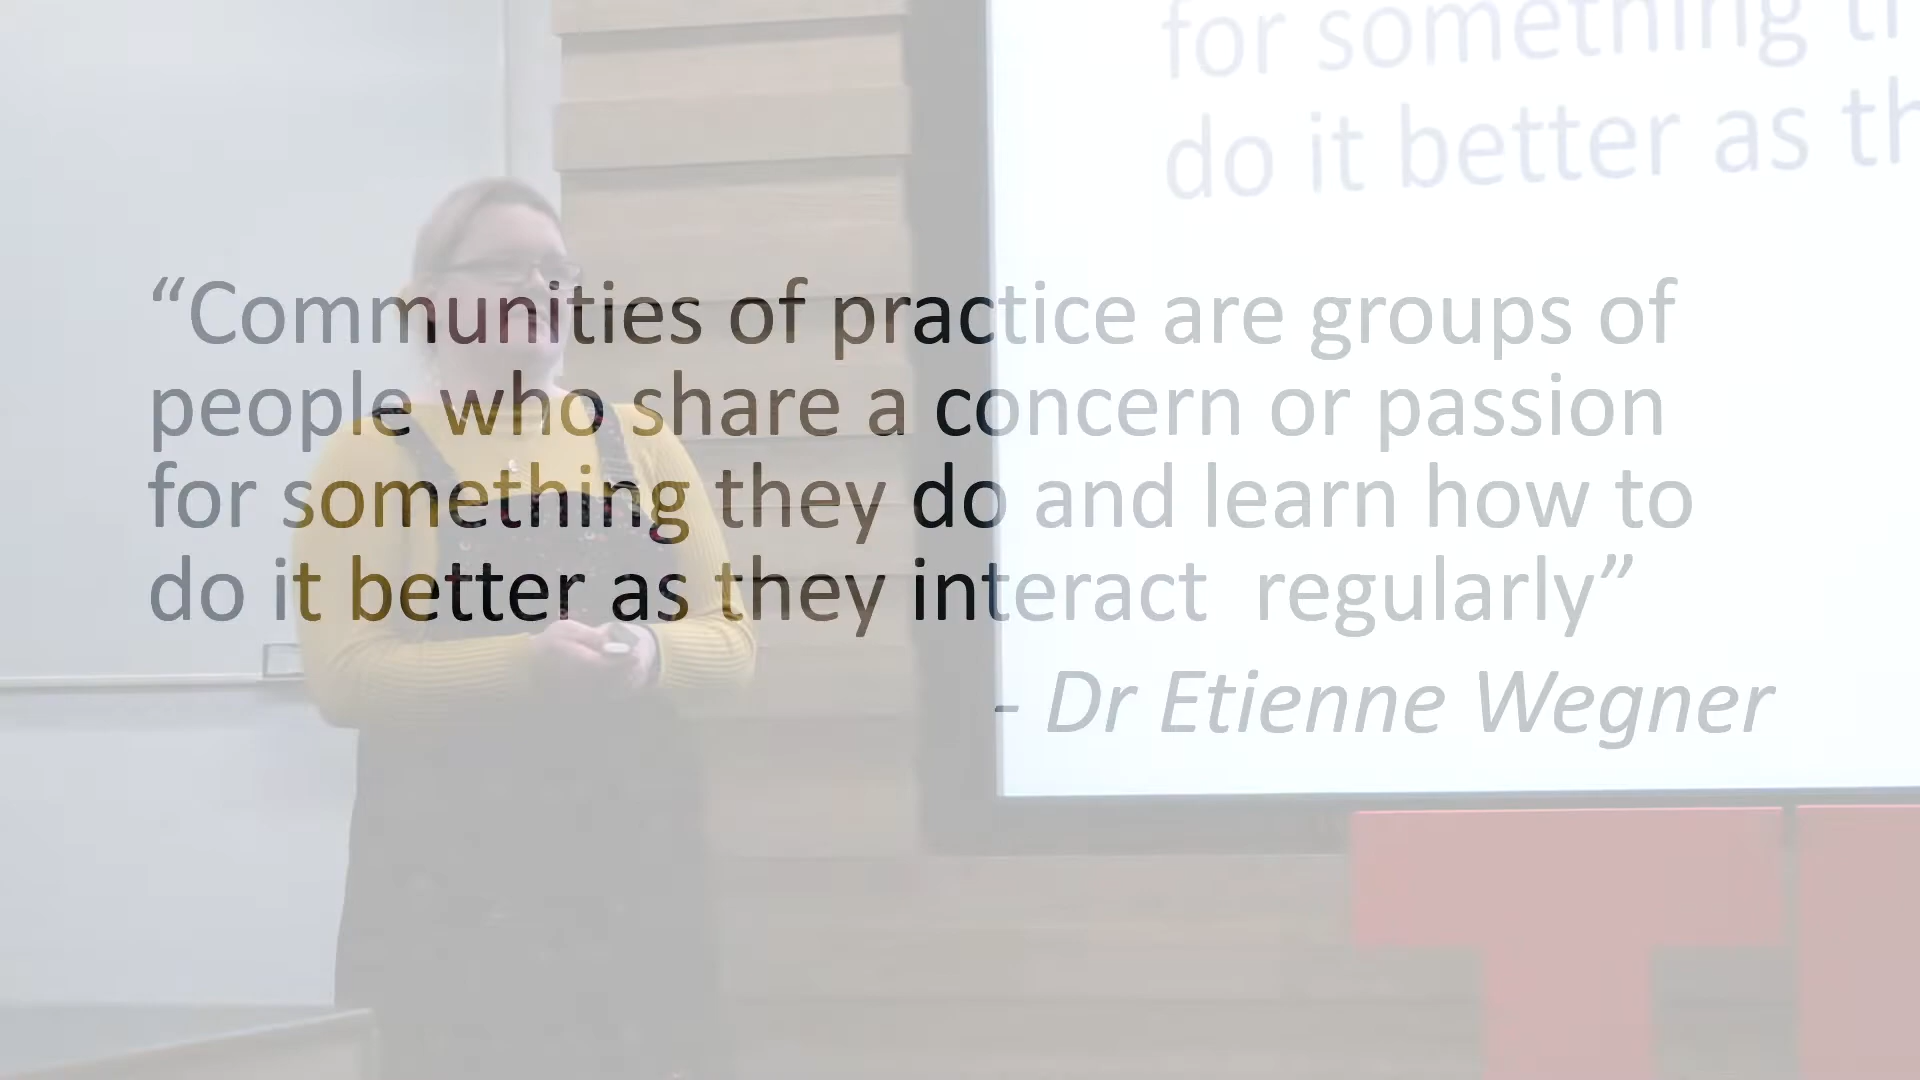 for something
do it better as th
“Communities of practice are groups of
people who share a concern or passion
for something they do and learn how to
do it better as they interact  regularly”
- Dr Etienne Wegner
T